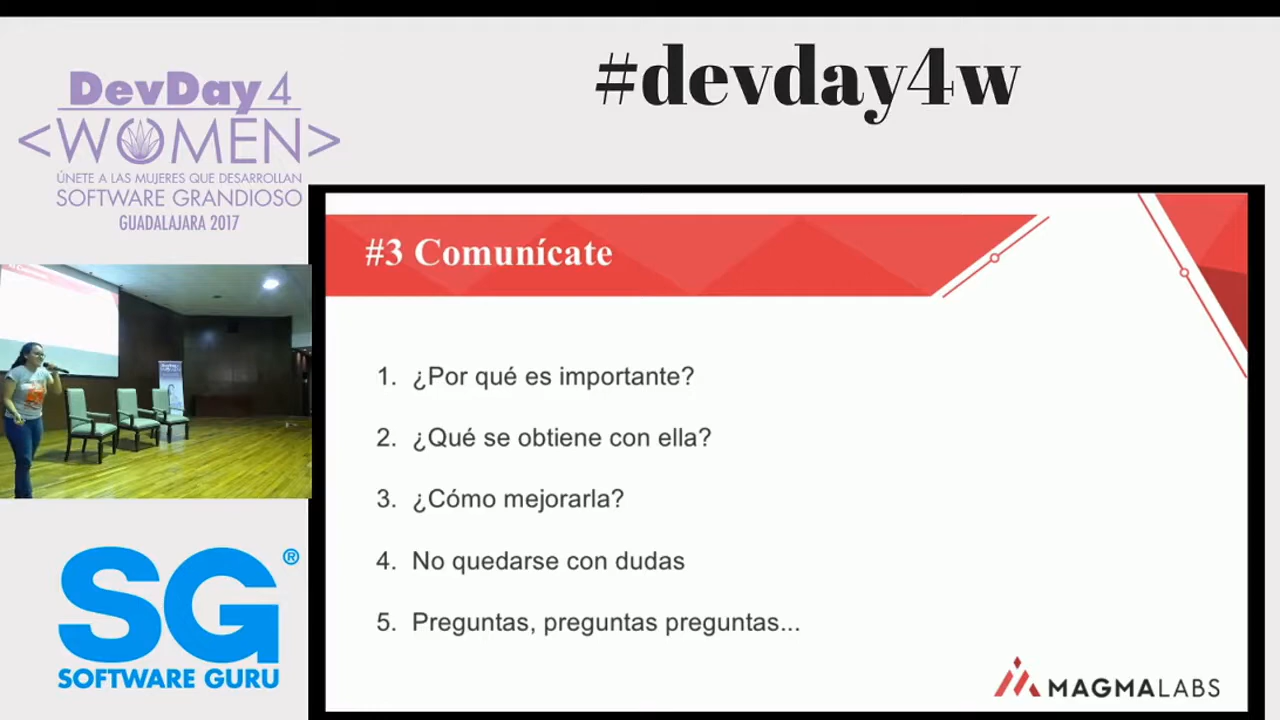 DevDay 4
<WOMEN>
ÚNETE A LAS MUJERES QUE DESARROLLAN
SOFTWARE GRANDIOSO
GUADALAJARA 2017
#devday4w
#3 Comunícate
1. ¿Por qué es importante?
2. ¿Qué se obtiene con ella?
3. ¿Cómo mejorarla?
4. No quedarse con dudas
5. Preguntas, preguntas preguntas...
MAGMALABS
SG®
SOFTWARE GURU